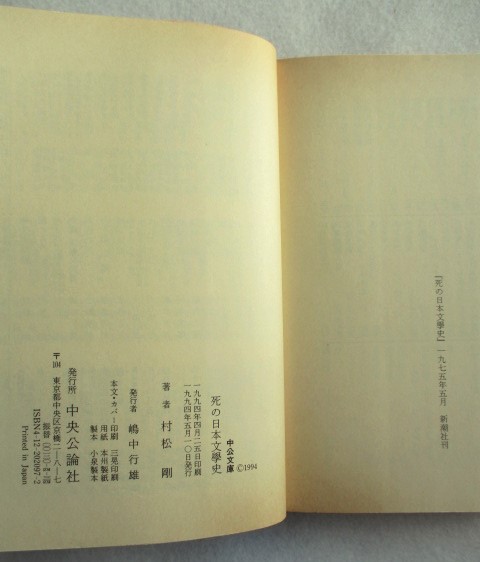 『死の日本文學史』一九七五年五月　新潮社刊
中公文庫
©1994
死の日本文學史
一九九四年四月二五日印刷
一九九四年五月一〇日発行
著者　村松　剛
発行者　嶋中行雄
本文・カバー印刷　三晃印刷
用紙　本州製紙
製本　小泉製本
発行所　中央公論社
〒104　東京都中央区京橋二-八-七
振替
ISBN4-12-202097-2
Printed in Japan